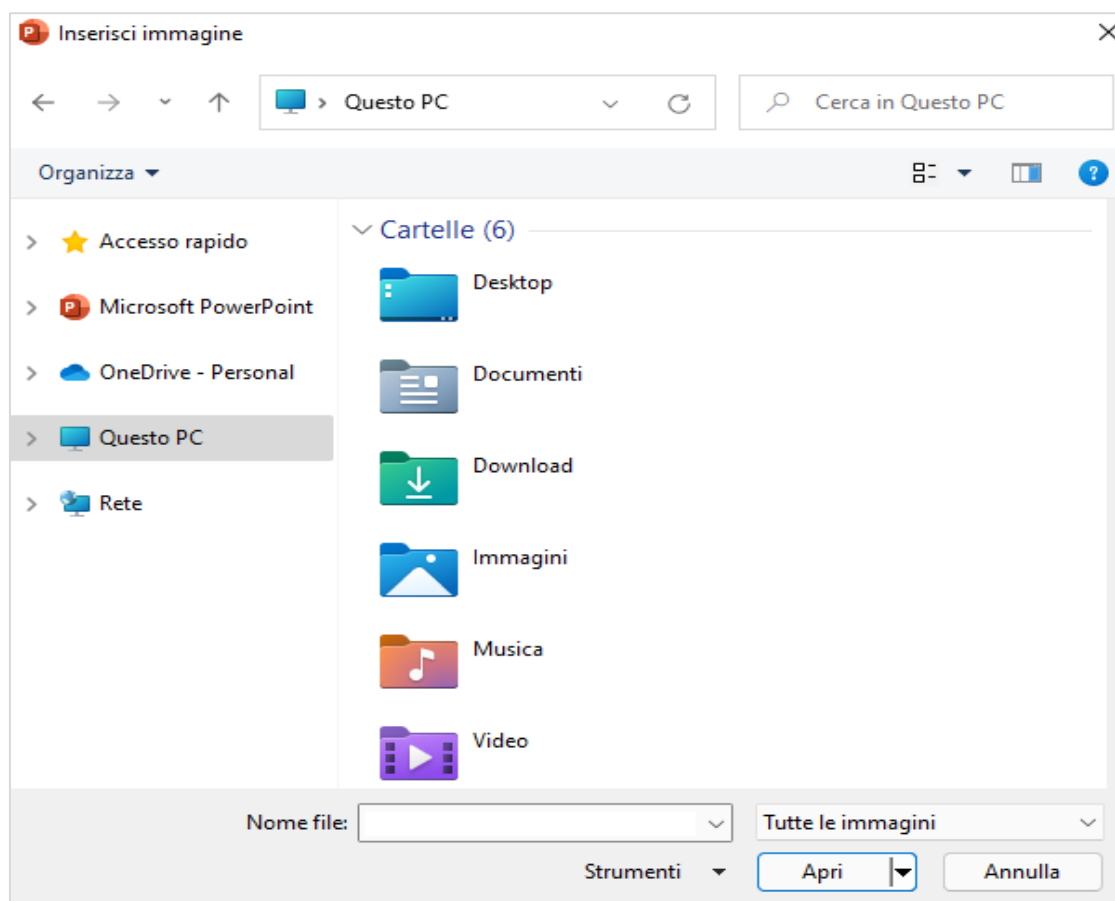 Inserisci immagine
Questo PC
Cerca in Questo PC
Organizza
Accesso rapido
Microsoft PowerPoint
OneDrive - Personal
Questo PC
Rete
Cartelle (6)
Desktop
Documenti
Download
Immagini
Musica
Video
Nome file:
Tutte le immagini
Strumenti
Apri
Annulla